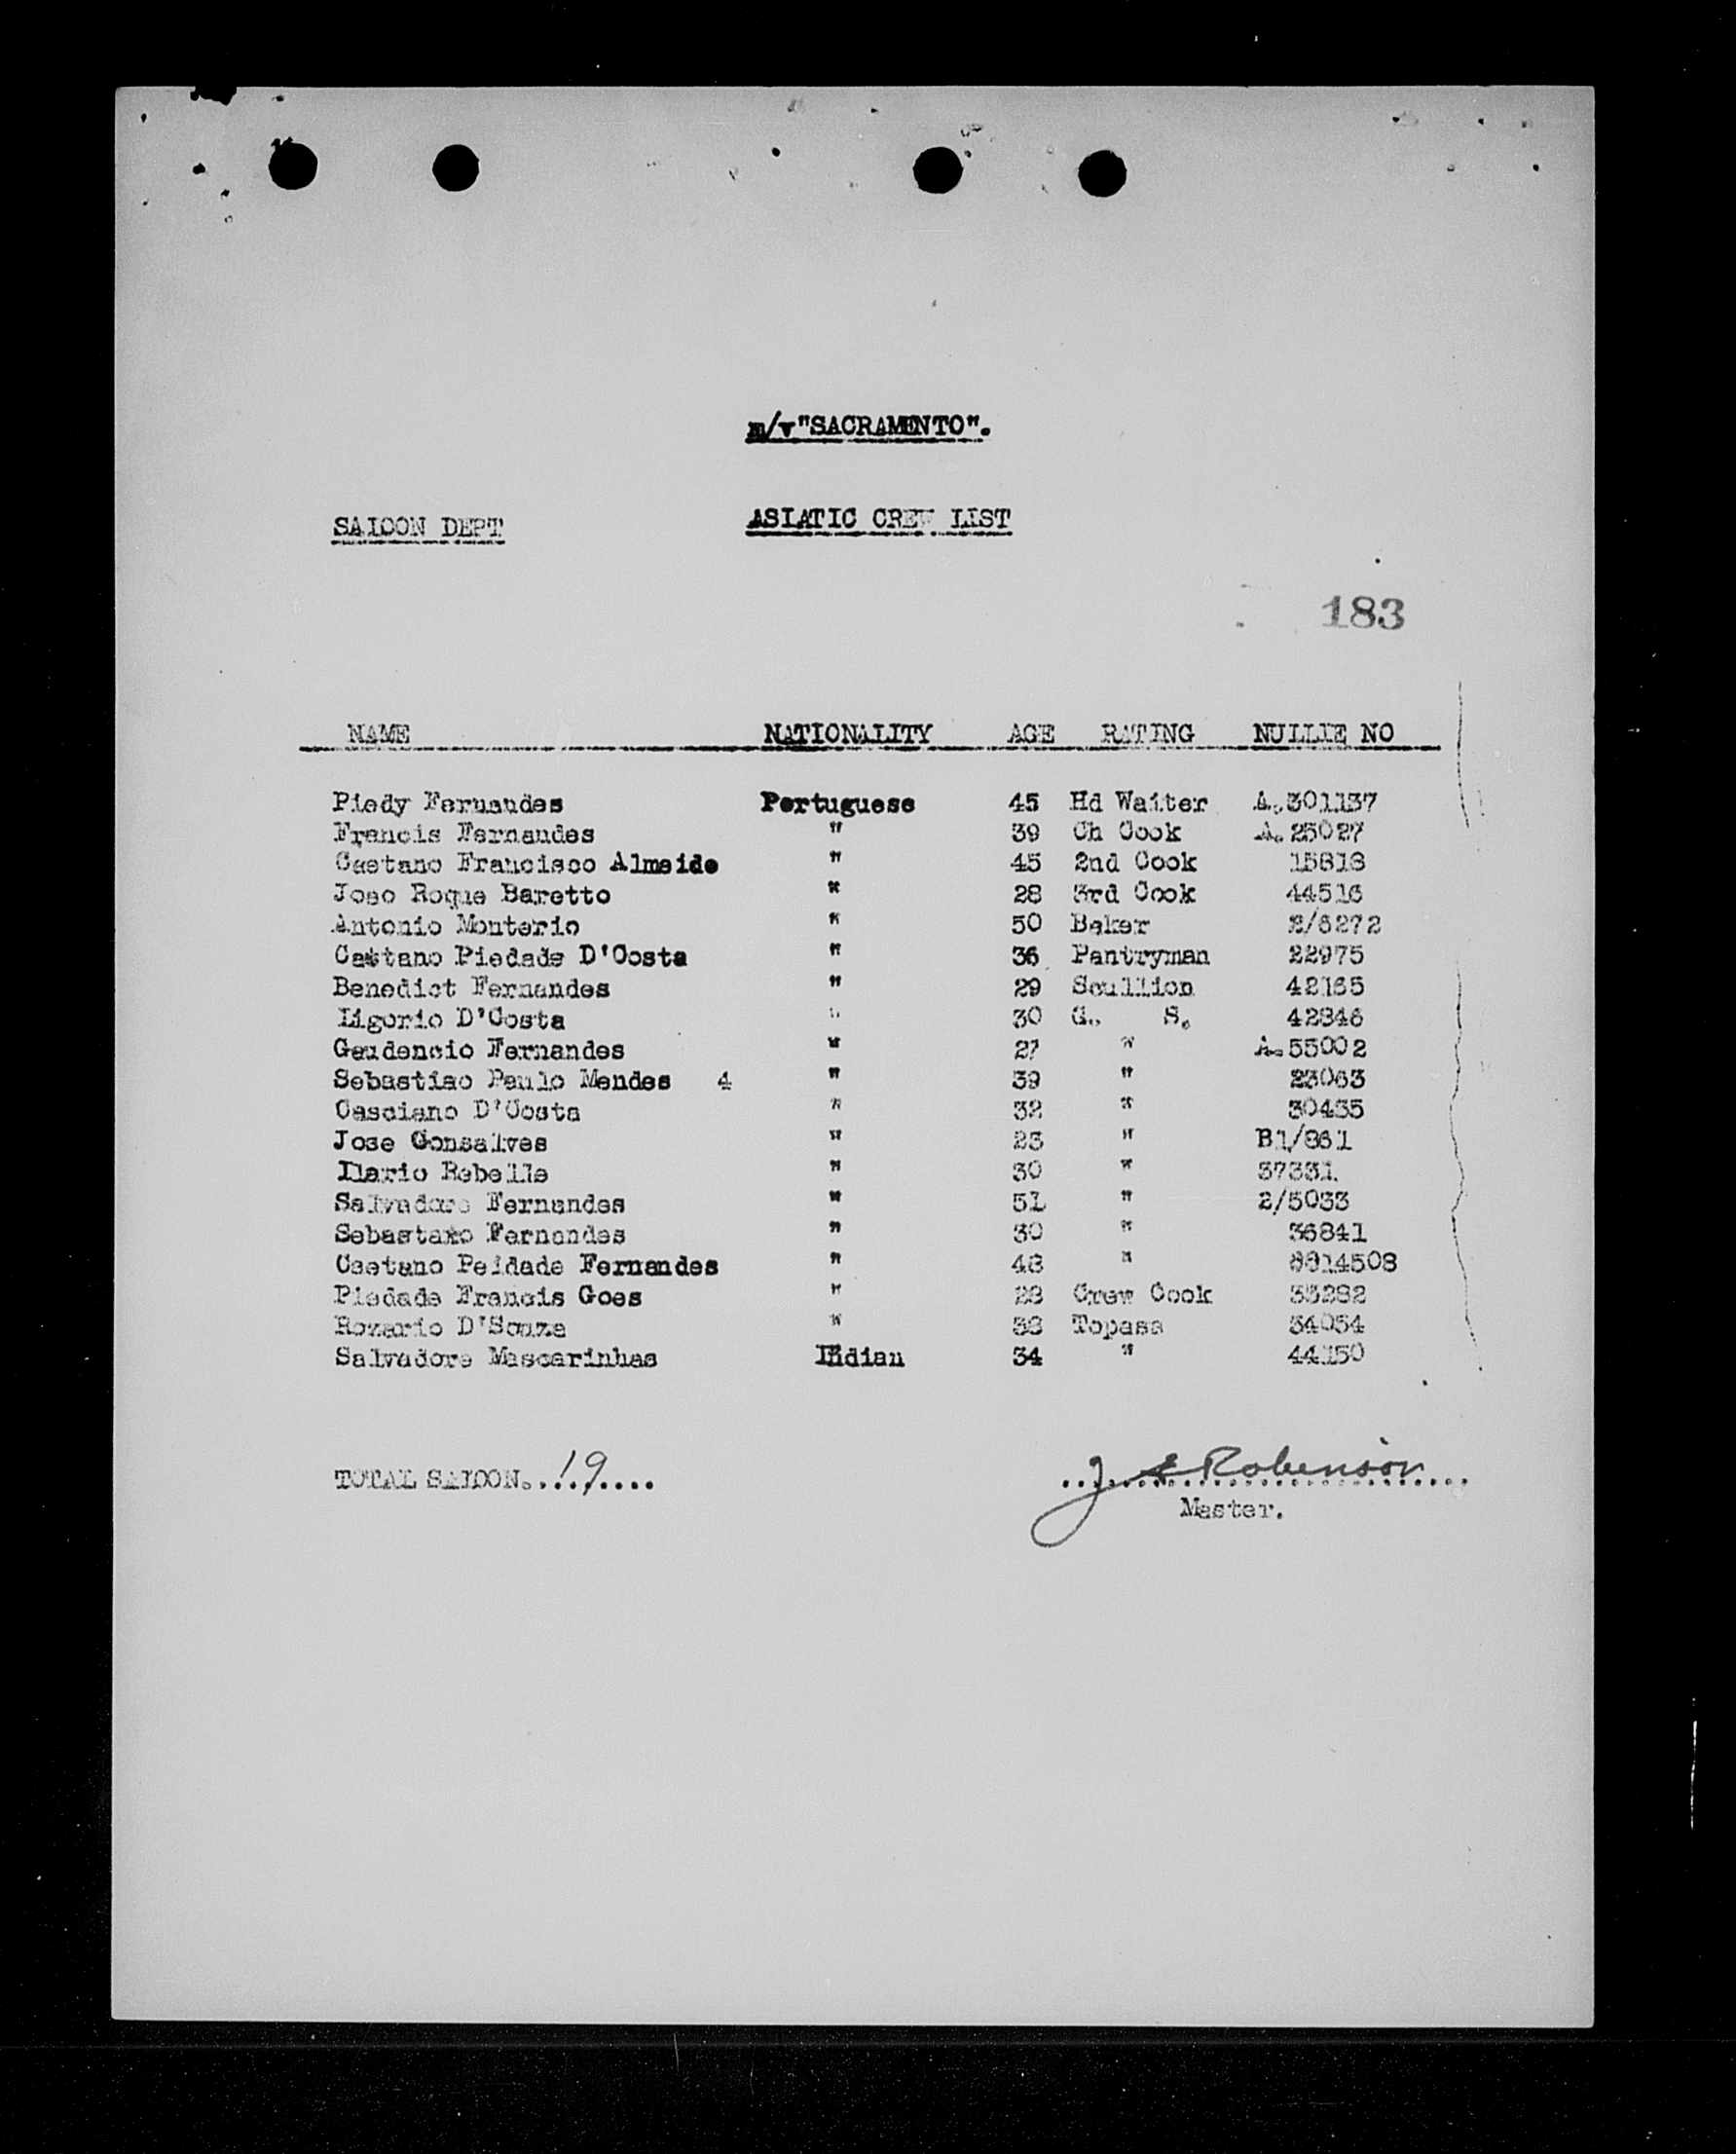 m/v"SACRAMENTO".
SALOON DEPT ASIATIC CREW LIST
183
NAME NATIONALITY AGE RATING NULLIE NO
Piedy Fernandes Portuguese 45 Hd Waiter A.301137
Francis Fernandes " 39 Ch Cook A.25027
Caetano Francisco Almeide " 45 2nd Cook 15818
Joao Roque Baretto " 28 3rd Cook 44516
Antonio Monterio " 50 Baker 2/6272
Caetano Piedade D'Costa " 36 Pantryman 22975
Benedict Fernandes " 29 Scullion 42165
Ligorio D'Costa " 30 G. S. 42846
Gaudencio Fernandes " 27 " A.55002
Sebastiao Paulo Mendes 4 " 39 " 23063
Casciano D'Costa " 32 " 30435
Jose Gonsalves " 23 " B1/861
Ilario Rebello " 30 " 37331
Salvadore Fernandes " 51 " 2/5033
Fernandes " 30 " 36841
Caetano Peidade Fernandes " 48 "
Piedade Francis Goes " 28 Crew Cook 33282
Rozario D'Souza " 38 Topass 34054
Salvadore Mascarinhas Indian 34 " 44150
TOTAL SALOON....19.... J Robinson
Master.